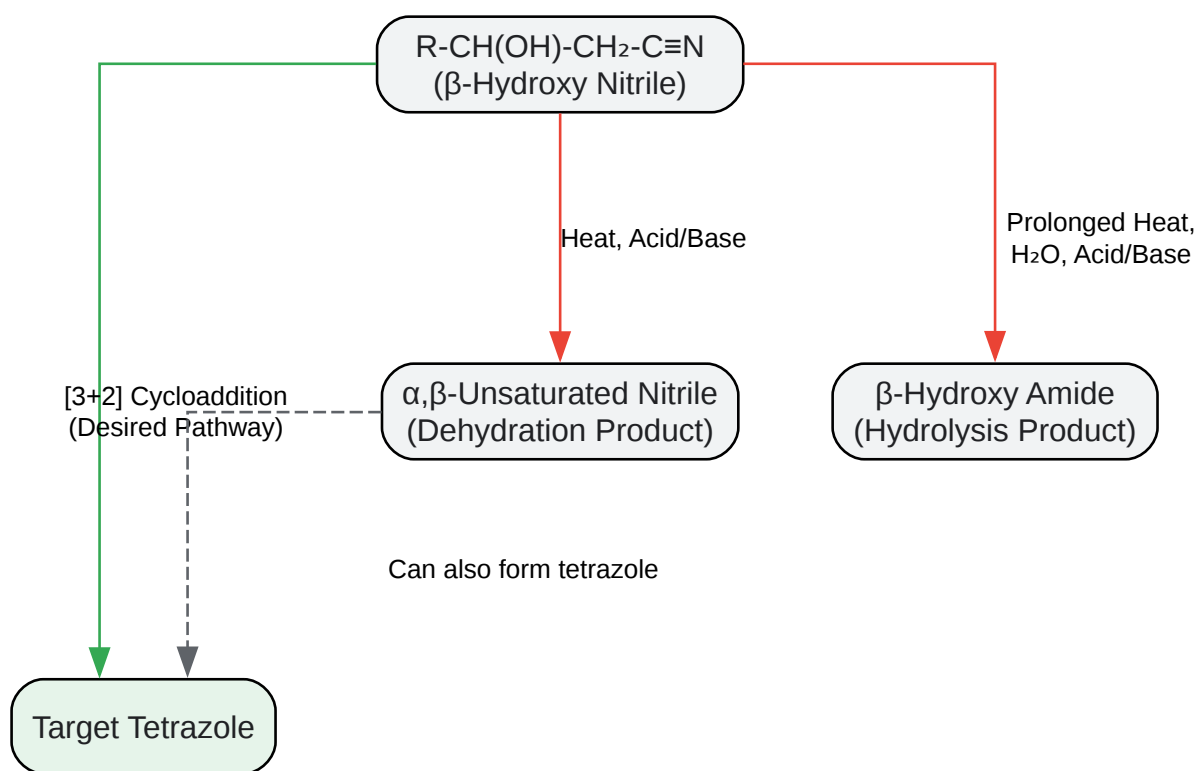 R-CH(OH)-CH₂-C≡N
(β-Hydroxy Nitrile)
Heat, Acid/Base
Prolonged Heat,
H₂O, Acid/Base
[3+2] Cycloaddition
(Desired Pathway)
α,β-Unsaturated Nitrile
(Dehydration Product)
β-Hydroxy Amide
(Hydrolysis Product)
Can also form tetrazole
Target Tetrazole